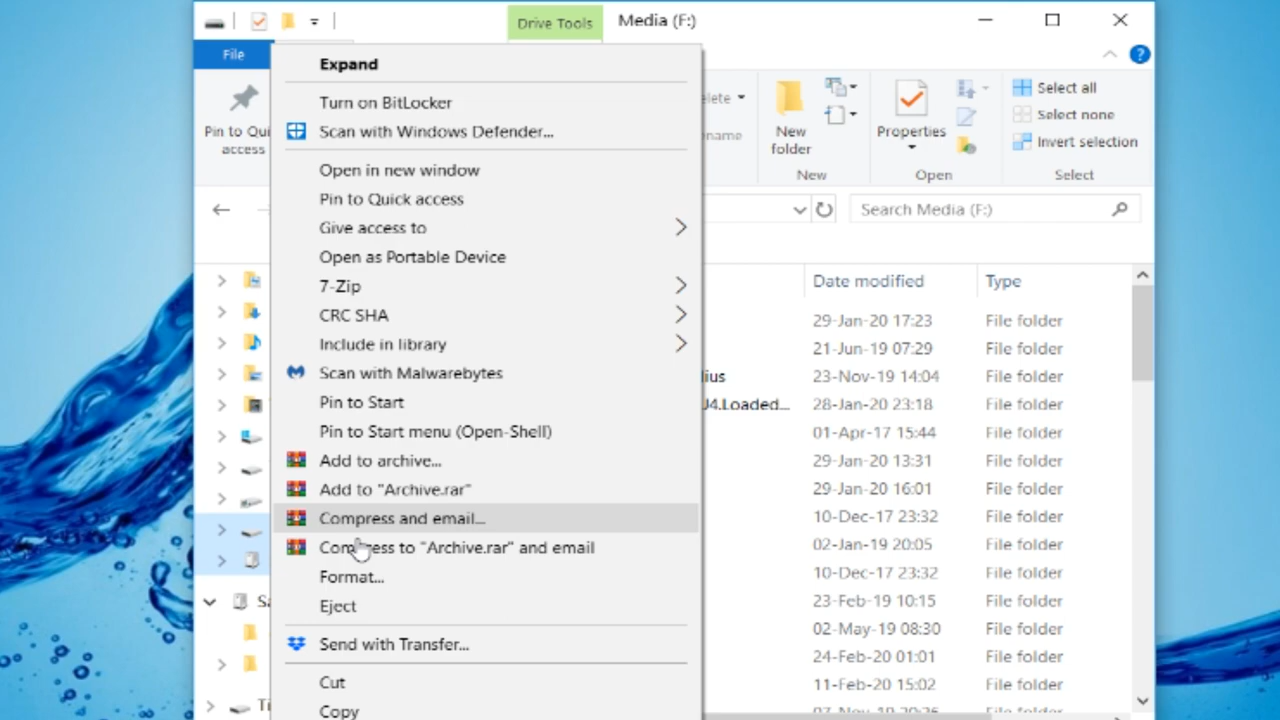 Drive Tools
Media (F:)
File
Pin to Qui
access
elete
name
New
folder
New
Properties
Open
Select all
Select none
Invert selection
Select
Search Media (F:)
Expand
Turn on BitLocker
Scan with Windows Defender...
Open in new window
Pin to Quick access
Give access to
Open as Portable Device
7-Zip
CRC SHA
Include in library
Scan with Malwarebytes
Pin to Start
Pin to Start menu (Open-Shell)
Add to archive...
Add to "Archive.rar"
Compress and email...
Compress to "Archive.rar" and email
Format...
Eject
Send with Transfer...
Cut
Copy
Date modified
Type
29-Jan-20 17:23 File folder
21-Jun-19 07:29 File folder
lius 23-Nov-19 14:04 File folder
J4.Loaded... 28-Jan-20 23:18 File folder
01-Apr-17 15:44 File folder
29-Jan-20 13:31 File folder
29-Jan-20 16:01 File folder
10-Dec-17 23:32 File folder
02-Jan-19 20:05 File folder
10-Dec-17 23:32 File folder
23-Feb-19 10:15 File folder
02-May-19 08:30 File folder
24-Feb-20 01:01 File folder
11-Feb-20 15:02 File folder
Sa
Ti